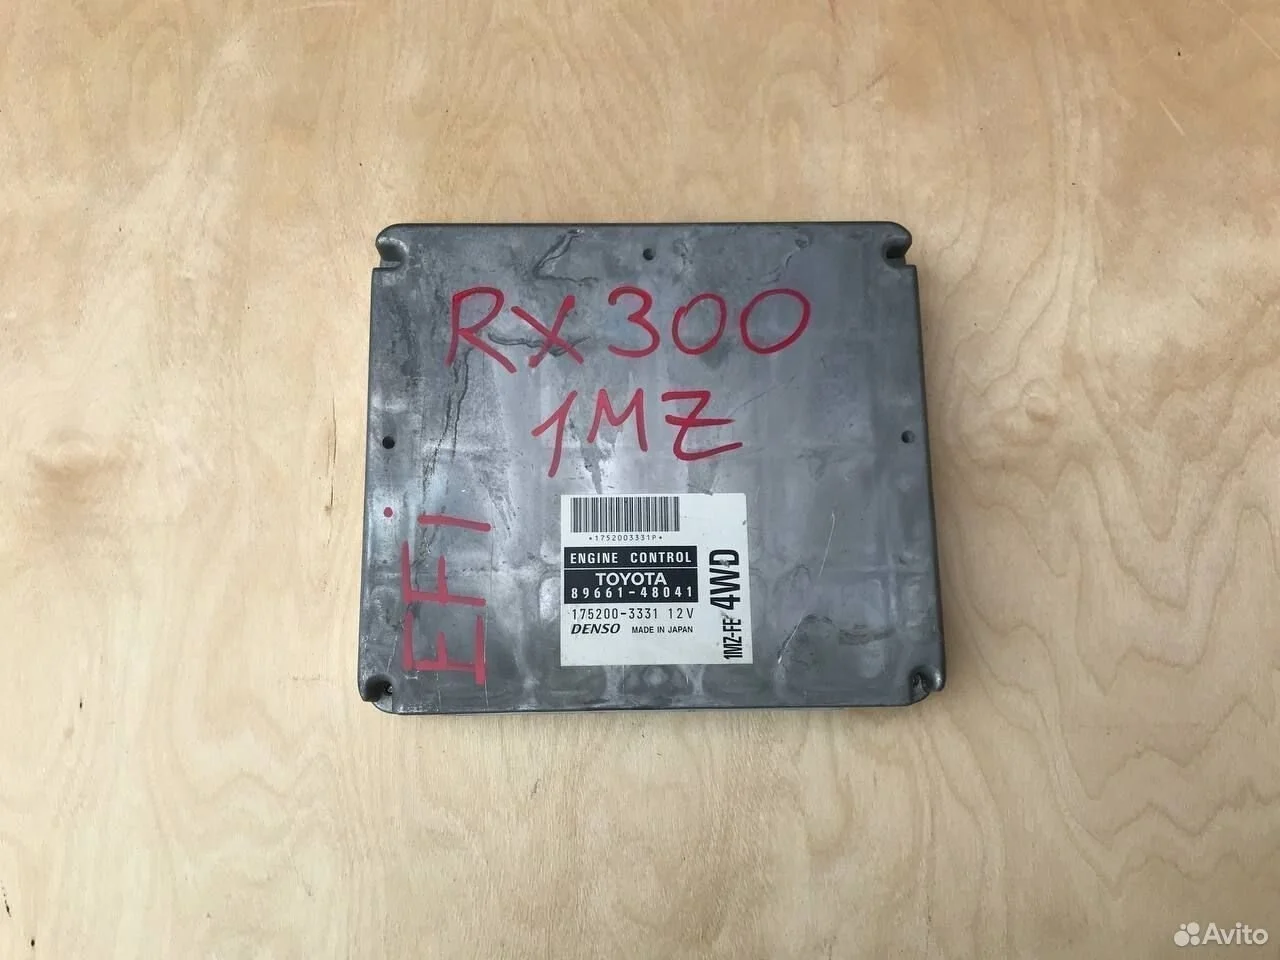 RX300
1MZ
EFI
*1752003331P*
ENGINE CONTROL
TOYOTA
89661-48041
175200-3331 12V
DENSO MADE IN JAPAN
1MZ-FE 4WD
Avito